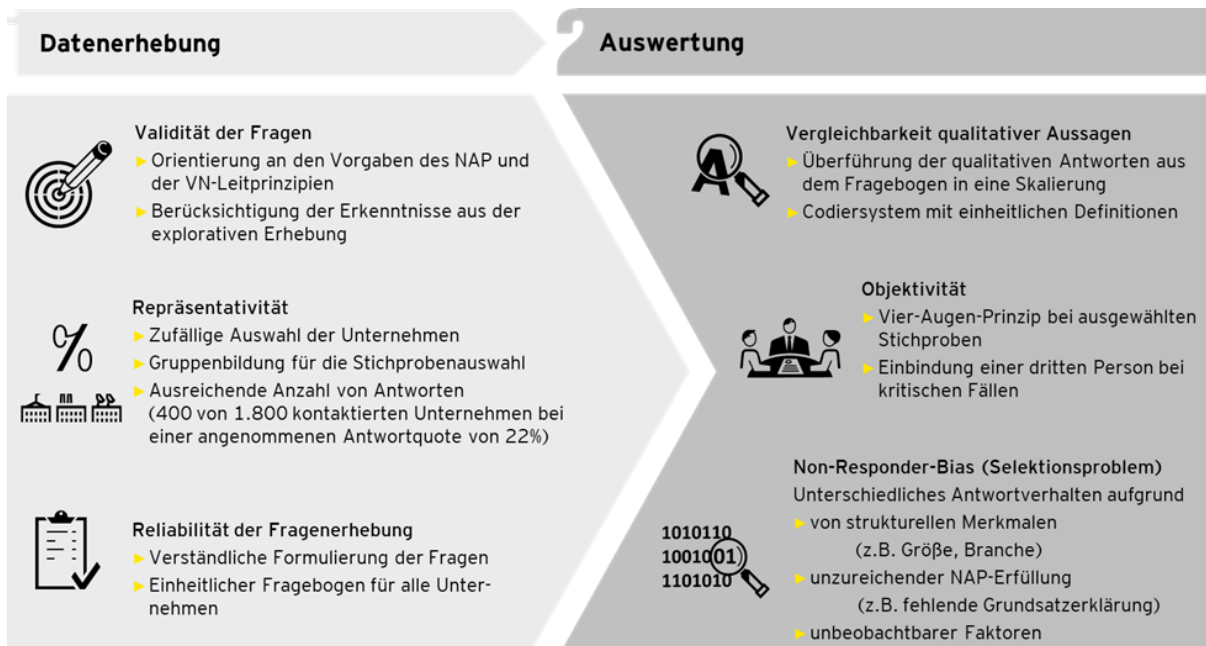 1 Datenerhebung
Validität der Fragen
► Orientierung an den Vorgaben des NAP und
der VN-Leitprinzipien
► Berücksichtigung der Erkenntnisse aus der
explorativen Erhebung
%
Repräsentativität
► Zufällige Auswahl der Unternehmen
► Gruppenbildung für die Stichprobenauswahl
► Ausreichende Anzahl von Antworten
(400 von 1.800 kontaktierten Unternehmen bei
einer angenommenen Antwortquote von 22%)
Reliabilität der Fragenerhebung
► Verständliche Formulierung der Fragen
► Einheitlicher Fragebogen für alle Unter-
nehmen
2 Auswertung
A
Vergleichbarkeit qualitativer Aussagen
► Überführung der qualitativen Antworten aus
dem Fragebogen in eine Skalierung
► Codiersystem mit einheitlichen Definitionen
Objektivität
► Vier-Augen-Prinzip bei ausgewählten
Stichproben
► Einbindung einer dritten Person bei
kritischen Fällen
Non-Responder-Bias (Selektionsproblem)
Unterschiedliches Antwortverhalten aufgrund
► von strukturellen Merkmalen
(z.B. Größe, Branche)
► unzureichender NAP-Erfüllung
(z.B. fehlende Grundsatzerklärung)
► unbeobachtbarer Faktoren
1010110
1001001
1101010